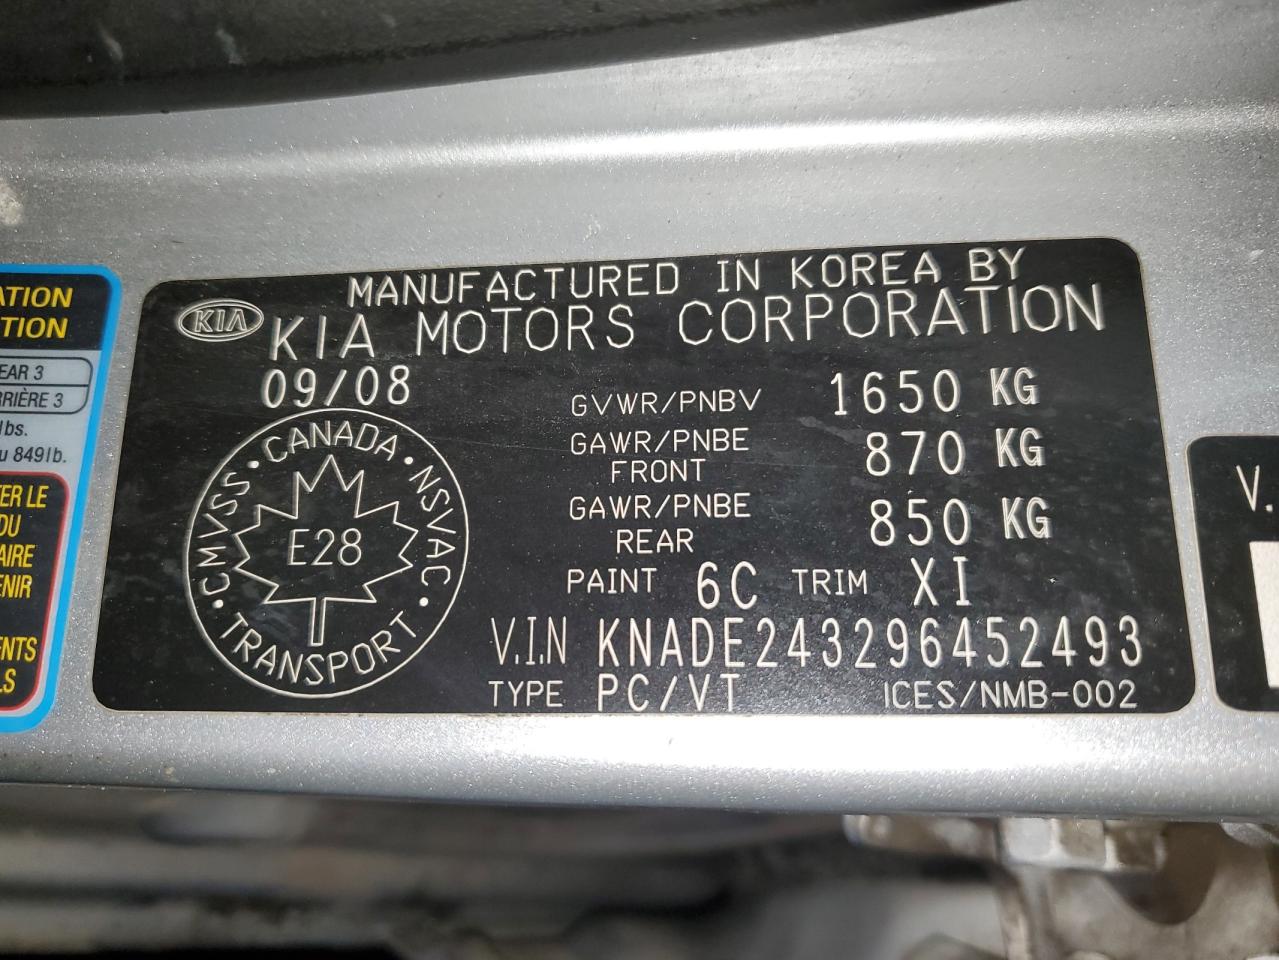 MANUFACTURED IN KOREA BY
KIA
KIA MOTORS CORPORATION
09/08
GVWR/PNBV 1650 KG
GAWR/PNBE FRONT 870 KG
GAWR/PNBE REAR 850 KG
PAINT 6C TRIM XI
V.I.N KNADE243296452493
TYPE PC/VT ICES/NMB-002
CANADA · NSVAC · TRANSPORT · CMVSS ·
E28
EAR 3
RIÈRE 3
lbs.
u 849lb.
ER LE
DU
AIRE
ENIR
ENTS
LS
ATION
TION
V.